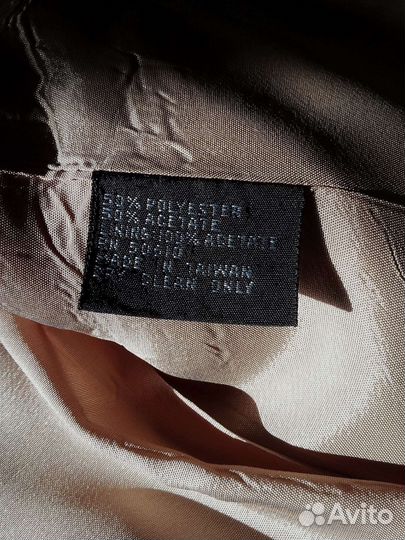 50% POLYESTER
50% ACETATE
LINING:100% ACETATE
RN
MADE IN TAIWAN
DRY CLEAN ONLY
Avito